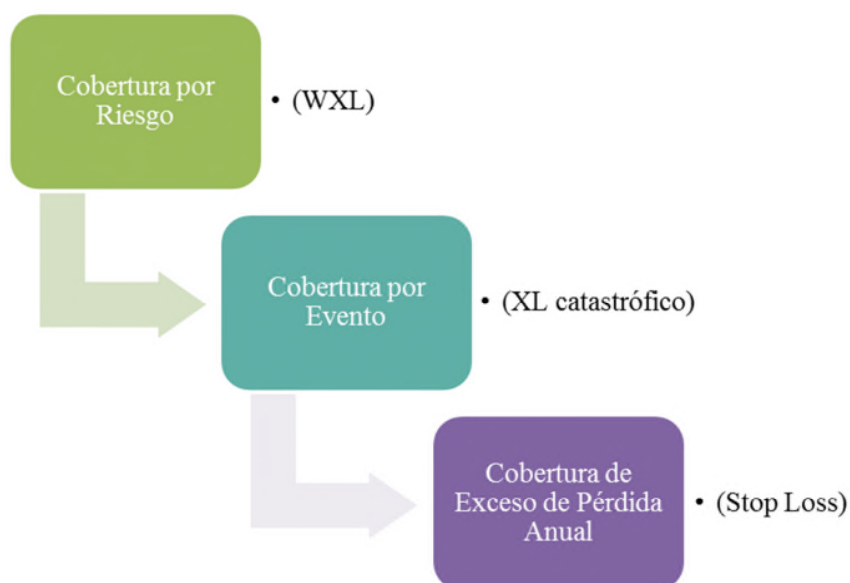 Cobertura por
Riesgo
• (WXL)
Cobertura por
Evento
• (XL catastrófico)
Cobertura de
Exceso de Pérdida
Anual
• (Stop Loss)